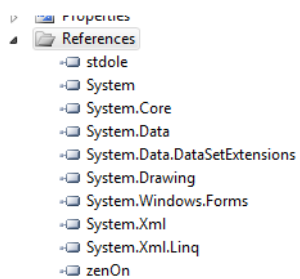 Properties
References
stdole
System
System.Core
System.Data
System.Data.DataSetExtensions
System.Drawing
System.Windows.Forms
System.Xml
System.Xml.Linq
zenOn